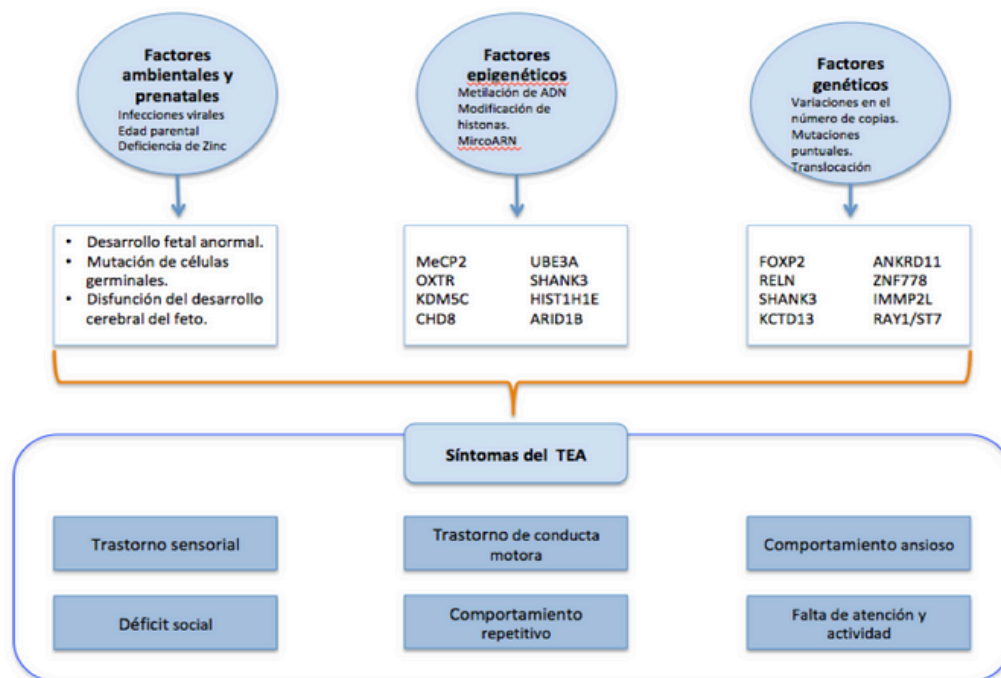 Factores
ambientales y
prenatales
Infecciones virales
Edad parental
Deficiencia de Zinc
Factores
epigenéticos
Metilación de ADN
Modificación de
histonas.
MircoARN
Factores
genéticos
Variaciones en el
número de copias.
Mutaciones
puntuales.
Translocación
• Desarrollo fetal anormal.
• Mutación de células
germinales.
• Disfunción del desarrollo
cerebral del feto.
MeCP2 UBE3A
OXTR SHANK3
KDM5C HIST1H1E
CHD8 ARID1B
FOXP2 ANKRD11
RELN ZNF778
SHANK3 IMMP2L
KCTD13 RAY1/ST7
Síntomas del TEA
Trastorno sensorial
Trastorno de conducta
motora
Comportamiento ansioso
Déficit social
Comportamiento
repetitivo
Falta de atención y
actividad